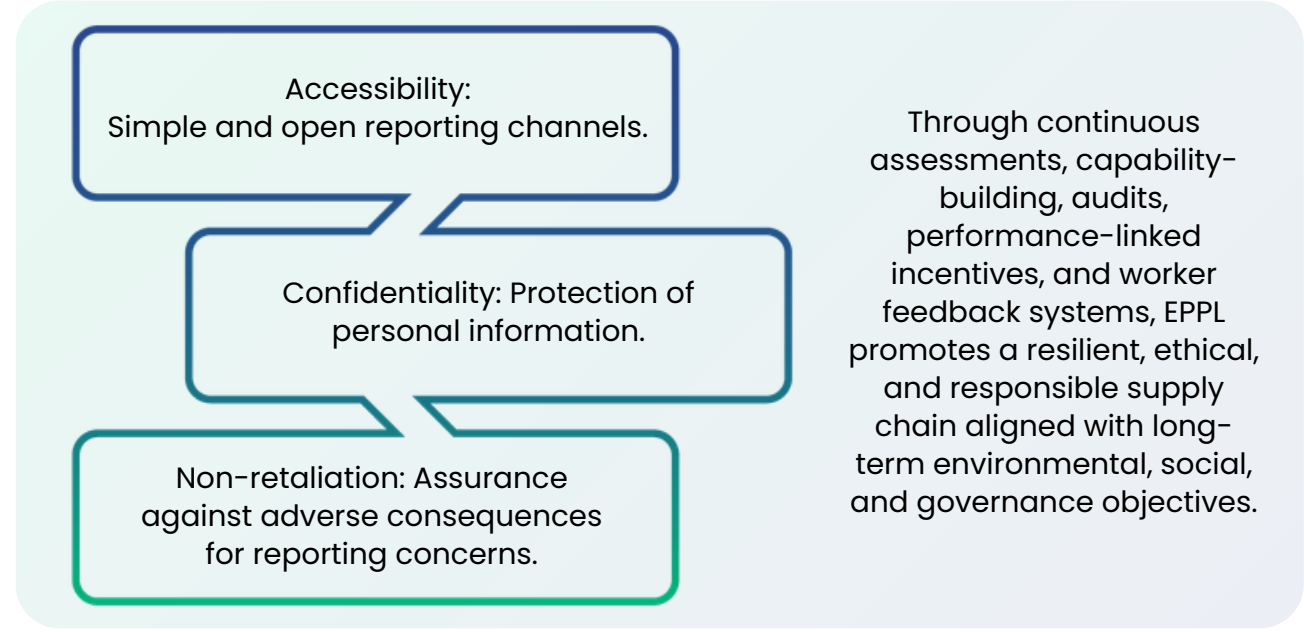 Accessibility:
Simple and open reporting channels.
Confidentiality: Protection of
personal information.
Non-retaliation: Assurance
against adverse consequences
for reporting concerns.
Through continuous
assessments, capability-
building, audits,
performance-linked
incentives, and worker
feedback systems, EPPL
promotes a resilient, ethical,
and responsible supply
chain aligned with long-
term environmental, social,
and governance objectives.